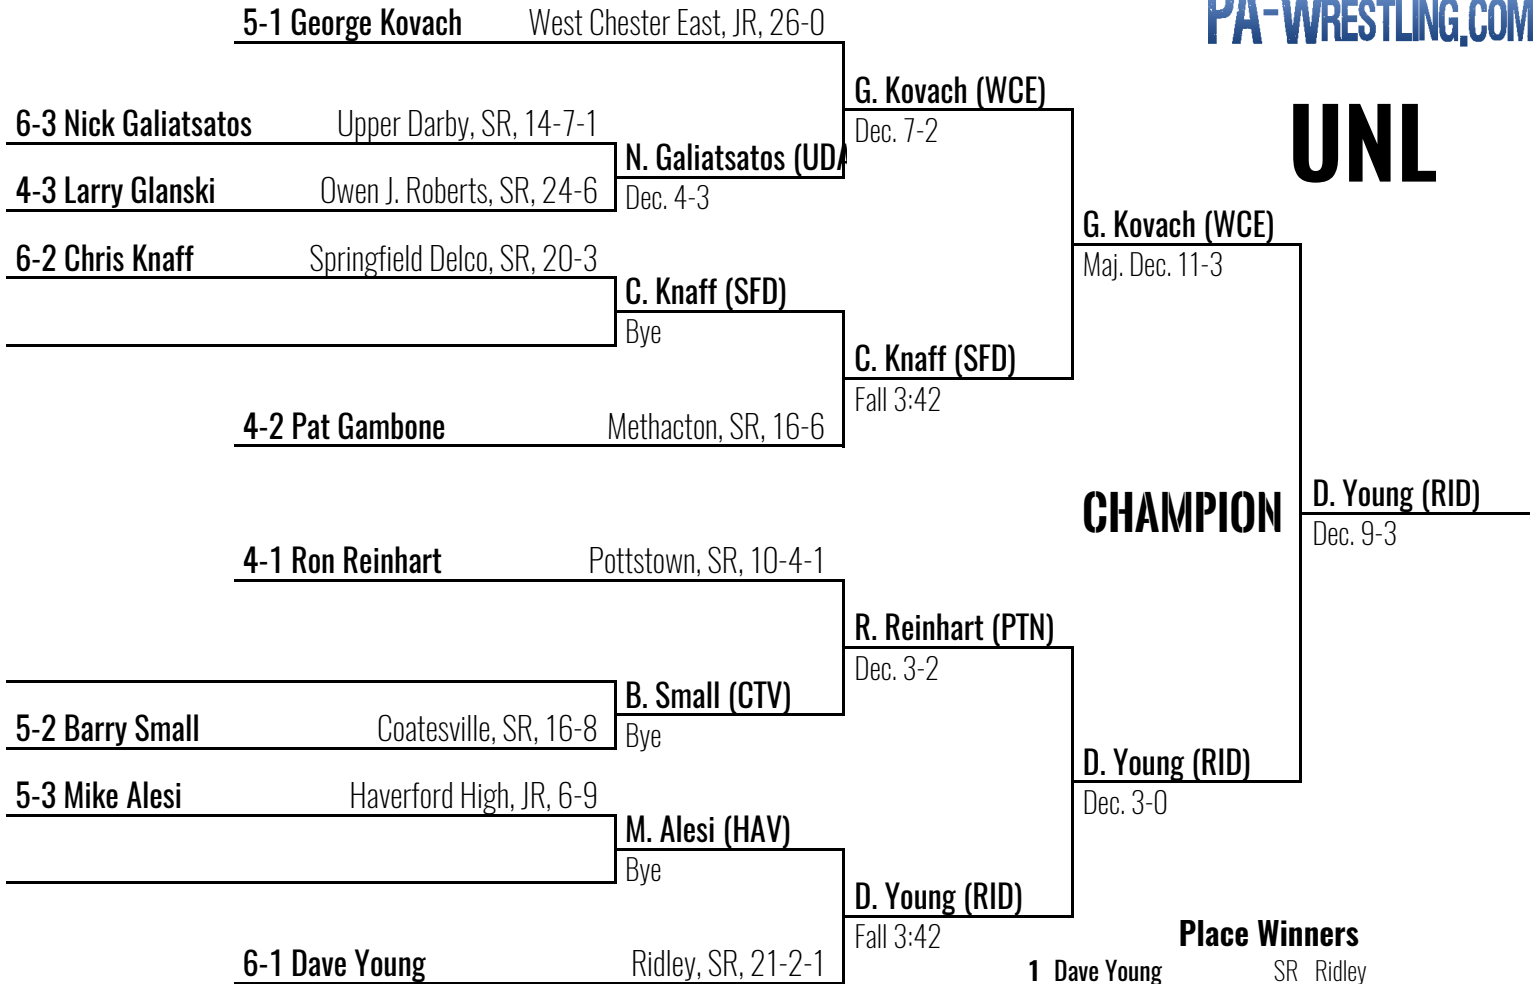 PA-WRESTLING.COM
5-1 George Kovach West Chester East, JR, 26-0
G. Kovach (WCE)
Dec. 7-2
UNL
6-3 Nick Galiatsatos Upper Darby, SR, 14-7-1
N. Galiatsatos (UDA
Dec. 4-3
4-3 Larry Glanski Owen J. Roberts, SR, 24-6
G. Kovach (WCE)
Maj. Dec. 11-3
6-2 Chris Knaff Springfield Delco, SR, 20-3
C. Knaff (SFD)
Bye
C. Knaff (SFD)
Fall 3:42
4-2 Pat Gambone Methacton, SR, 16-6
CHAMPION
D. Young (RID)
Dec. 9-3
4-1 Ron Reinhart Pottstown, SR, 10-4-1
R. Reinhart (PTN)
Dec. 3-2
B. Small (CTV)
Bye
5-2 Barry Small Coatesville, SR, 16-8
D. Young (RID)
Dec. 3-0
5-3 Mike Alesi Haverford High, JR, 6-9
M. Alesi (HAV)
Bye
D. Young (RID)
Fall 3:42
6-1 Dave Young Ridley, SR, 21-2-1
Place Winners
1 Dave Young SR Ridley